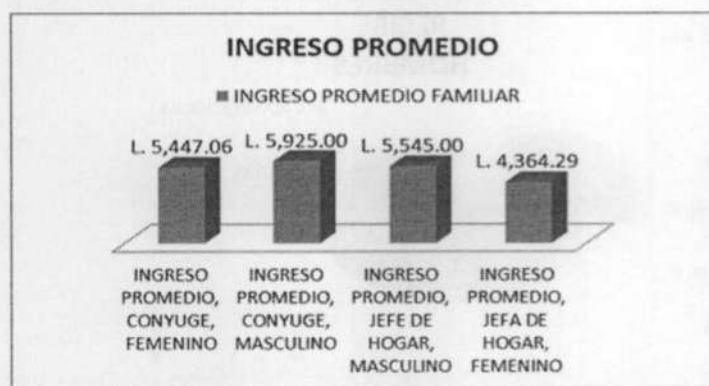 INGRESO PROMEDIO
INGRESO PROMEDIO FAMILIAR
L. 5,447.06
L. 5,925.00
L. 5,545.00
L. 4,364.29
INGRESO
PROMEDIO,
CONYUGE,
FEMENINO
INGRESO
PROMEDIO,
CONYUGE,
MASCULINO
INGRESO
PROMEDIO,
JEFE DE
HOGAR,
MASCULINO
INGRESO
PROMEDIO,
JEFA DE
HOGAR,
FEMENINO